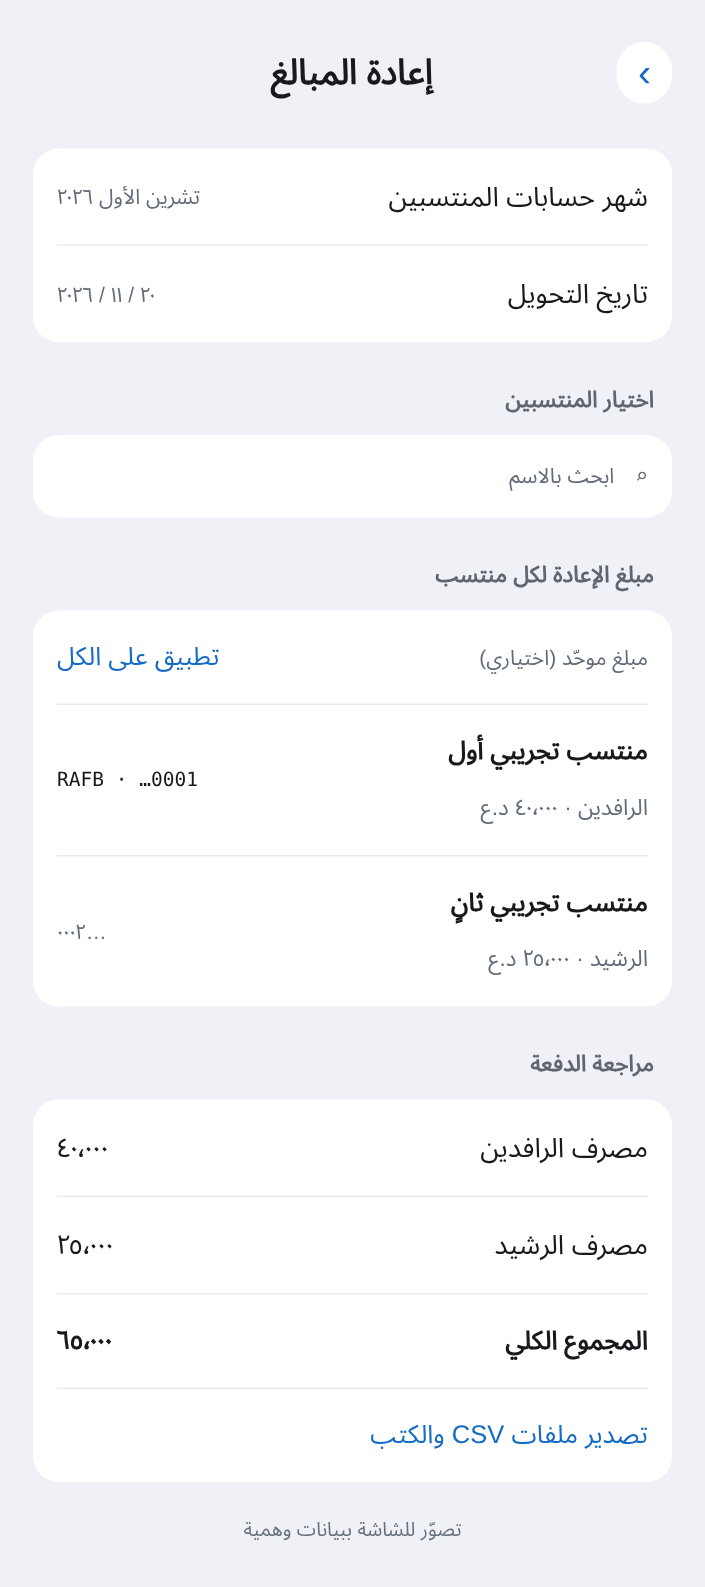 إعادة المبالغ
شهر حسابات المنتسبين
تشرين الأول ٢٠٢٦
تاريخ التحويل
٢٠ / ١١ / ٢٠٢٦
اختيار المنتسبين
ابحث بالاسم
مبلغ الإعادة لكل منتسب
مبلغ موحّد (اختياري)
تطبيق على الكل
منتسب تجريبي أول
الرافدين · ٤٠،٠٠٠ د.ع
RAFB · …0001
منتسب تجريبي ثانٍ
الرشيد · ٢٥،٠٠٠ د.ع
…٠٠٠٢
مراجعة الدفعة
مصرف الرافدين
٤٠،٠٠٠
مصرف الرشيد
٢٥،٠٠٠
المجموع الكلي
٦٥،٠٠٠
تصدير ملفات CSV والكتب
تصوّر للشاشة ببيانات وهمية